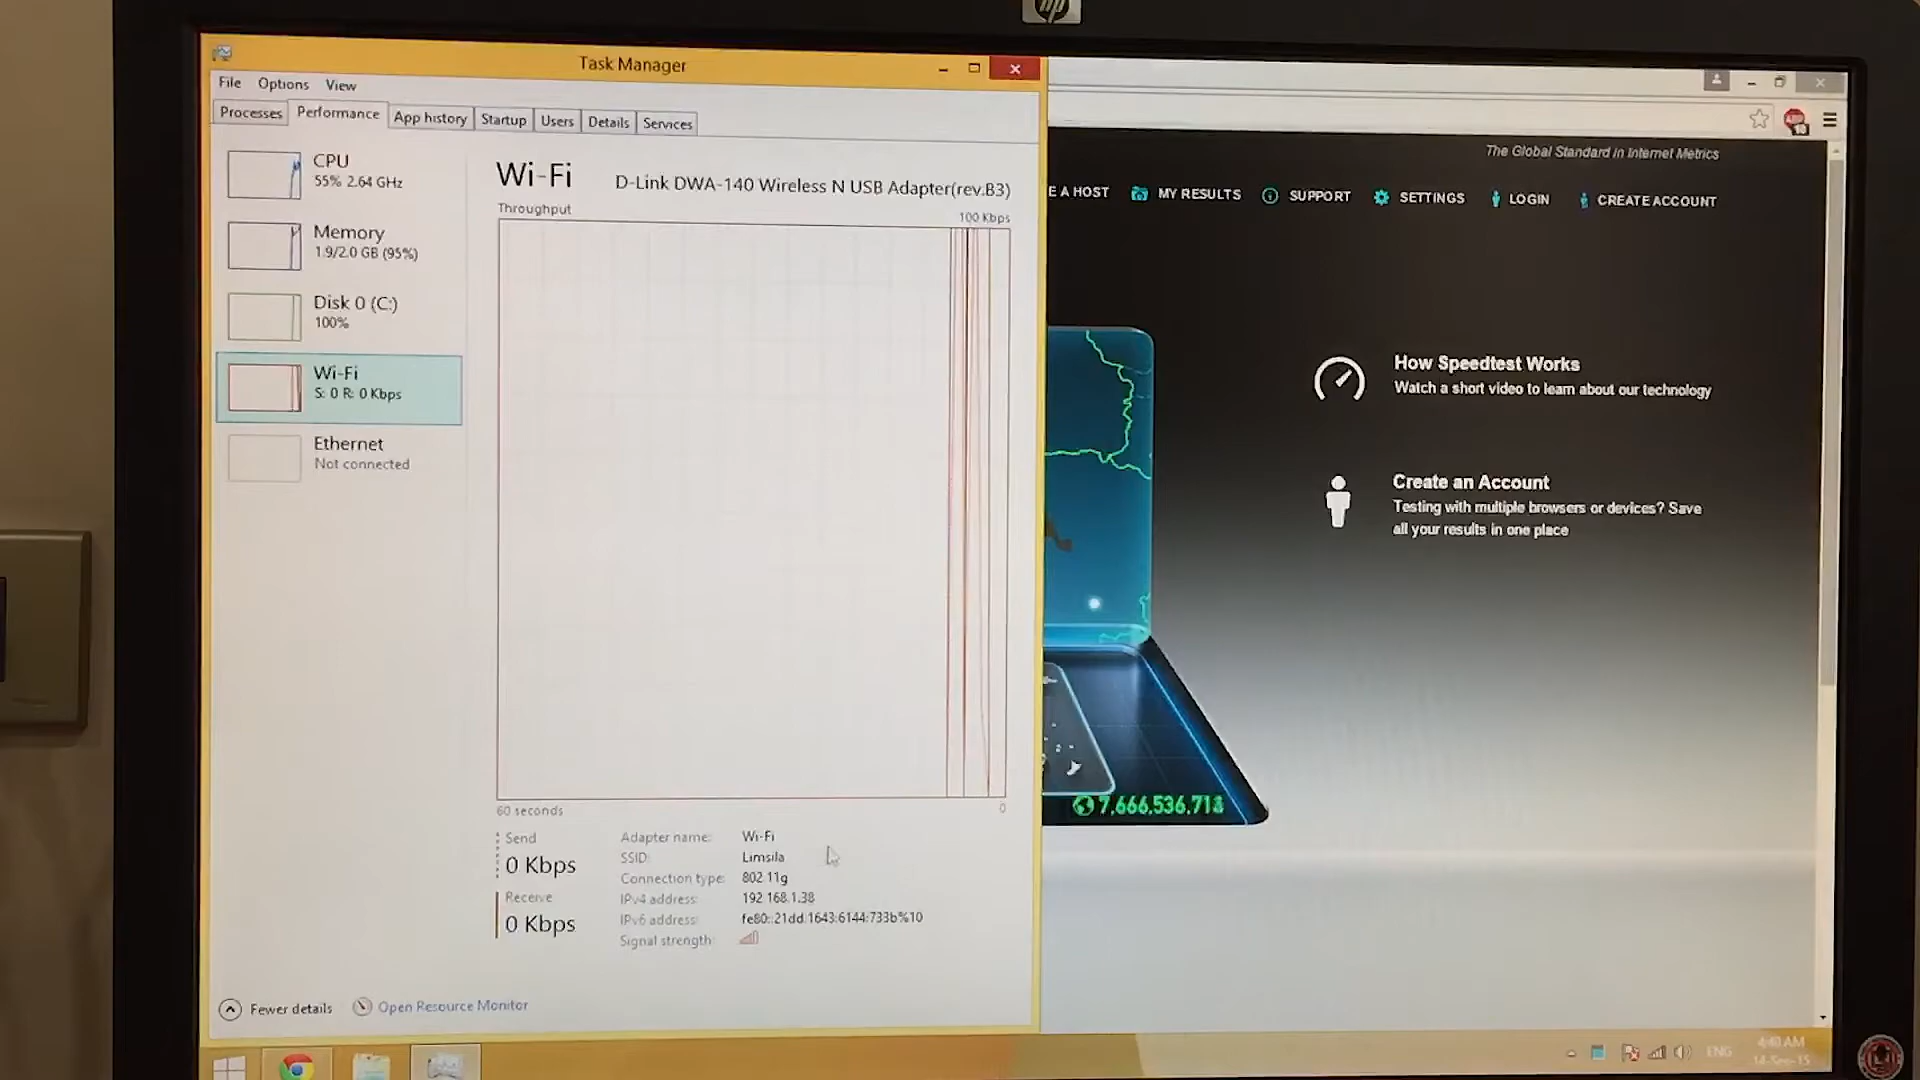 hp
Task Manager
File Options View
Processes Performance App history Startup Users Details Services
CPU
55% 2.64 GHz
Memory
1.9/2.0 GB (95%)
Disk 0 (C:)
100%
Wi-Fi
S: 0 R: 0 Kbps
Ethernet
Not connected
Wi-Fi D-Link DWA-140 Wireless N USB Adapter(rev.B3)
Throughput 100 Kbps
60 seconds 0
Send
0 Kbps
Receive
0 Kbps
Adapter name: Wi-Fi
SSID: Limsila
Connection type: 802.11g
IPv4 address: 192.168.1.38
IPv6 address: fe80::21dd:1643:6144:733b%10
Signal strength:
Fewer details Open Resource Monitor
The Global Standard in Internet Metrics
E A HOST MY RESULTS SUPPORT SETTINGS LOGIN CREATE ACCOUNT
How Speedtest Works
Watch a short video to learn about our technology
Create an Account
Testing with multiple browsers or devices? Save
all your results in one place
ENG
4:40 AM